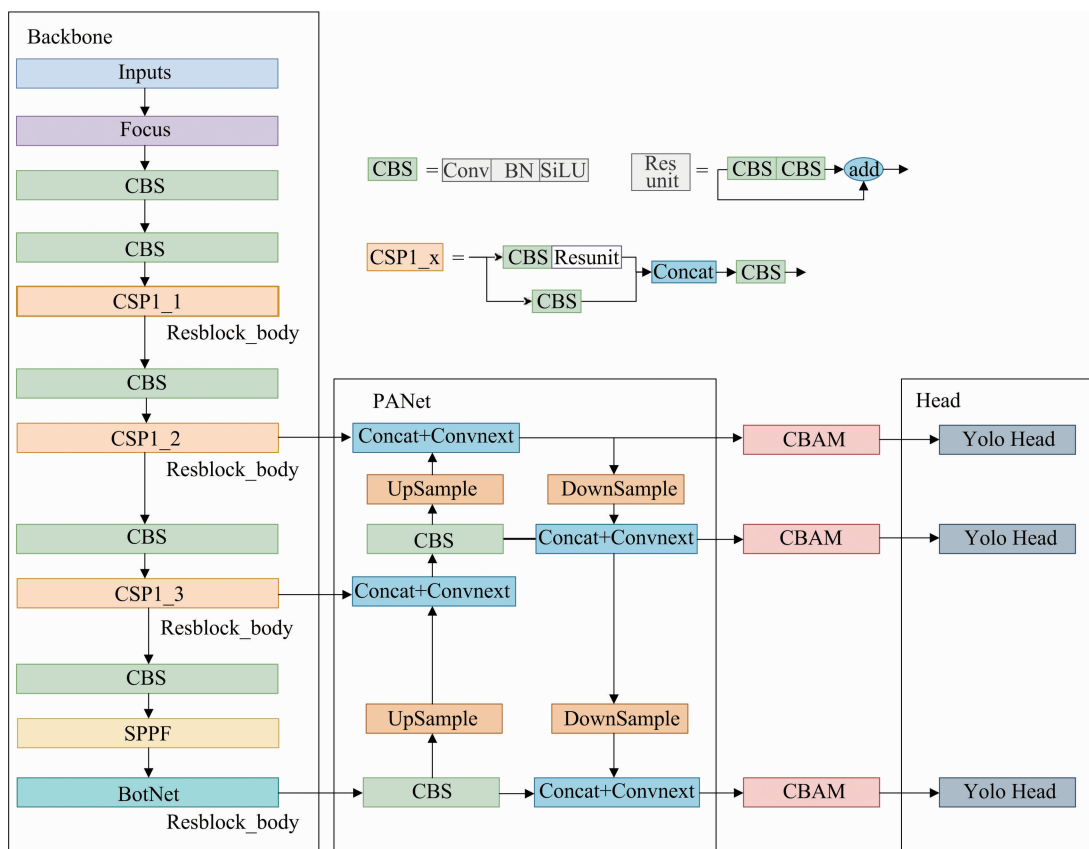 Backbone
Inputs
Focus
CBS
CBS
CSP1_1
Resblock_body
CBS
CSP1_2
Resblock_body
CBS
CSP1_3
Resblock_body
CBS
SPPF
BotNet
Resblock_body
CBS = Conv BN SiLU
Res unit = CBS CBS add
CSP1_x = CBS Resunit
CBS
Concat CBS
PANet
Concat+Convnext
UpSample
CBS
Concat+Convnext
UpSample
CBS
DownSample
Concat+Convnext
DownSample
Concat+Convnext
CBAM
CBAM
CBAM
Head
Yolo Head
Yolo Head
Yolo Head